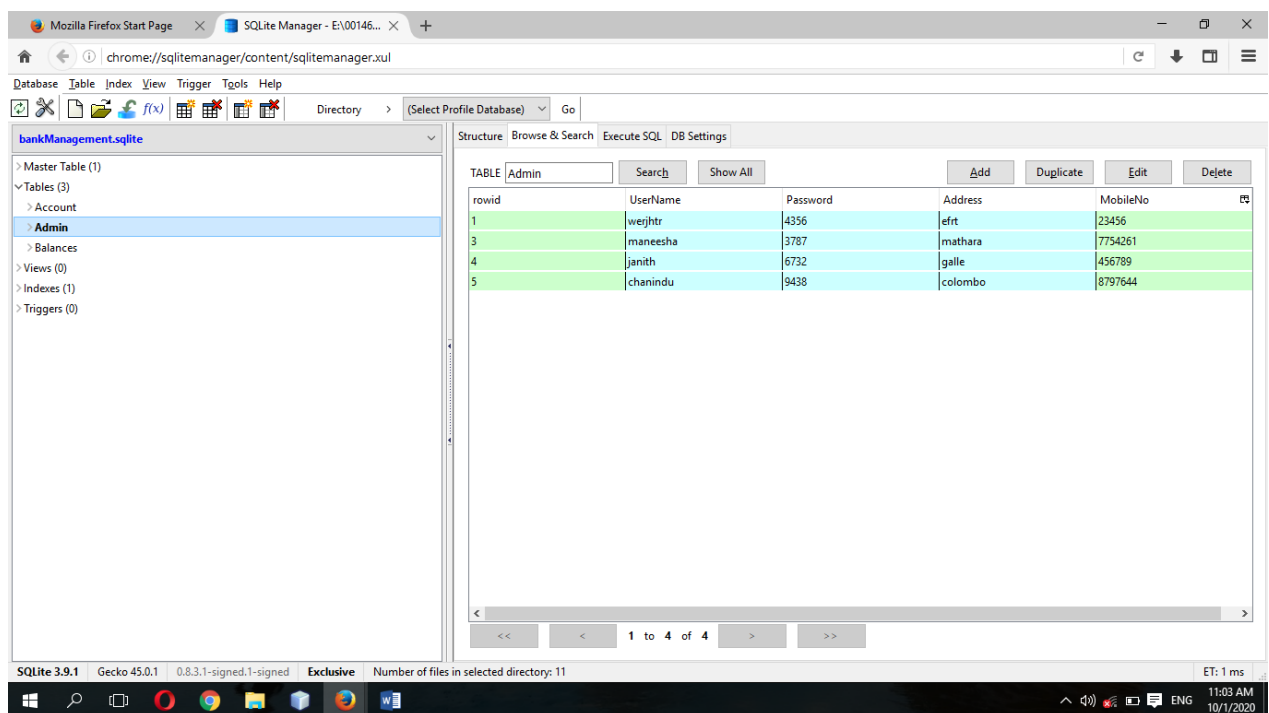 Mozilla Firefox Start Page
SQLite Manager - E:\00146...
chrome://sqlitemanager/content/sqlitemanager.xul
Database Table Index View Trigger Tools Help
f(x)
Directory > (Select Profile Database) Go
bankManagement.sqlite
Structure Browse & Search Execute SQL DB Settings
Master Table (1)
Tables (3)
Account
Admin
Balances
Views (0)
Indexes (1)
Triggers (0)
TABLE Admin Search Show All Add Duplicate Edit Delete
rowid UserName Password Address MobileNo
1 werjhtr 4356 efrt 23456
3 maneesha 3787 mathara 7754261
4 janith 6732 galle 456789
5 chanindu 9438 colombo 8797644
<< < 1 to 4 of 4 > >>
SQLite 3.9.1 Gecko 45.0.1 0.8.3.1-signed.1-signed Exclusive Number of files in selected directory: 11 ET: 1 ms
ENG 11:03 AM
10/1/2020